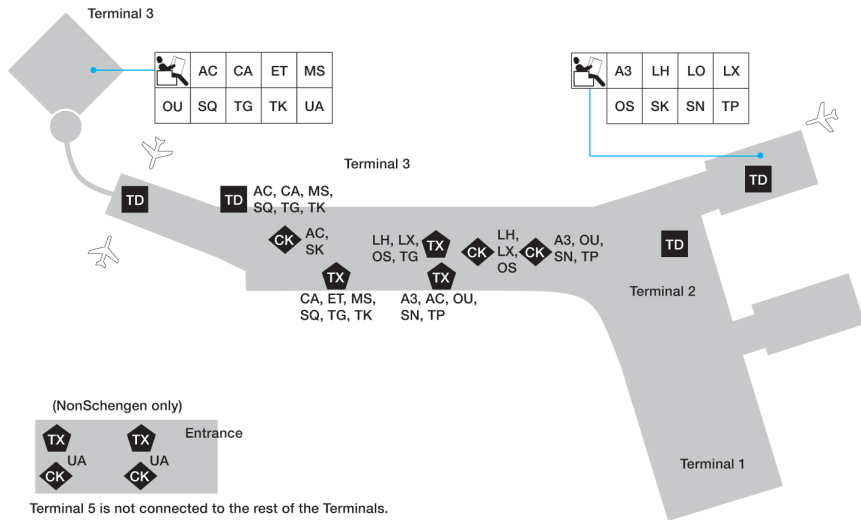 Terminal 3
AC CA ET MS
OU SQ TG TK UA
A3 LH LO LX
OS SK SN TP
Terminal 3
TD
TD
AC, CA, MS,
SQ, TG, TK
TD
TD
CK
AC,
SK
LH, LX,
OS, TG
TX
CK
LH,
LX,
OS
CK
A3, OU,
SN, TP
TX
CA, ET, MS,
SQ, TG, TK
TX
A3, AC, OU,
SN, TP
Terminal 2
Terminal 1
(NonSchengen only)
TX
TX
Entrance
UA
UA
CK
CK
Terminal 5 is not connected to the rest of the Terminals.